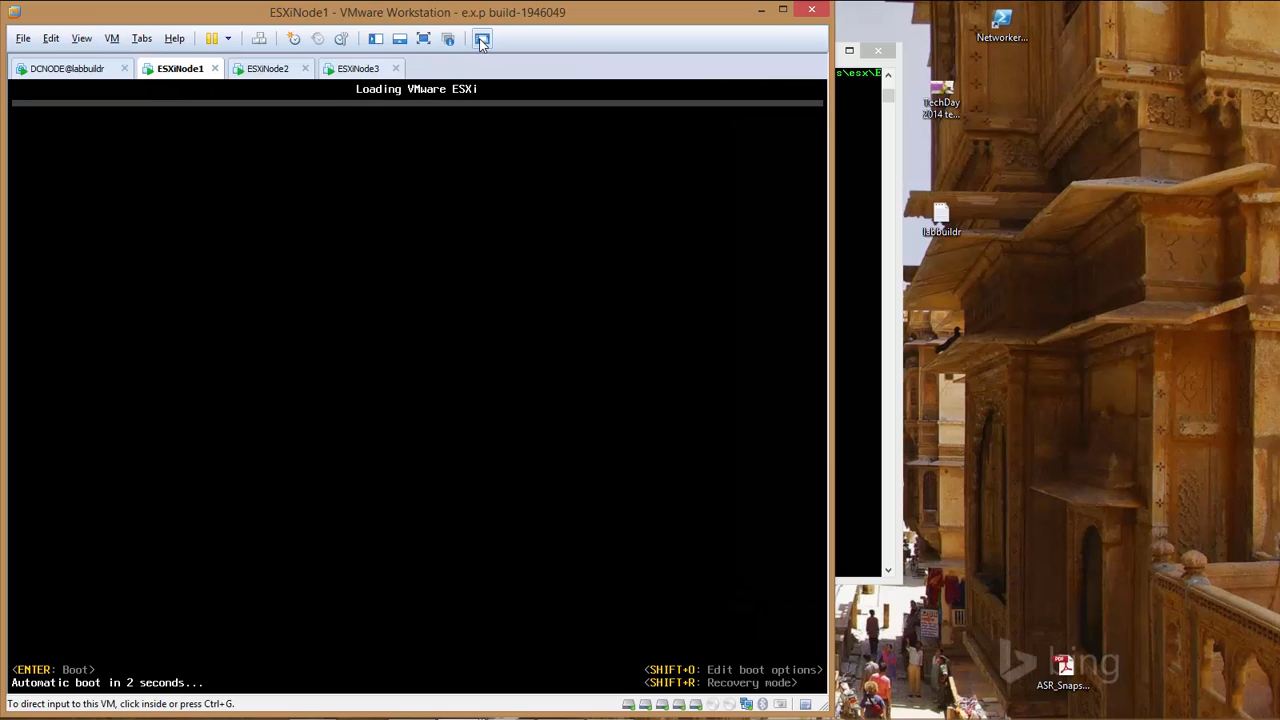 ESXiNode1 - VMware Workstation - e.x.p build-1946049
File Edit View VM Tabs Help
DCNODE@labbuildr ESXiNode1 ESXiNode2 ESXiNode3
Loading VMware ESXi
<ENTER: Boot>
Automatic boot in 2 seconds...
<SHIFT+O: Edit boot options>
<SHIFT+R: Recovery mode>
To direct input to this VM, click inside or press Ctrl+G.
s\esx\E
Networker...
TechDay
2014 te...
labbuildr
bing
ASR_Snaps...